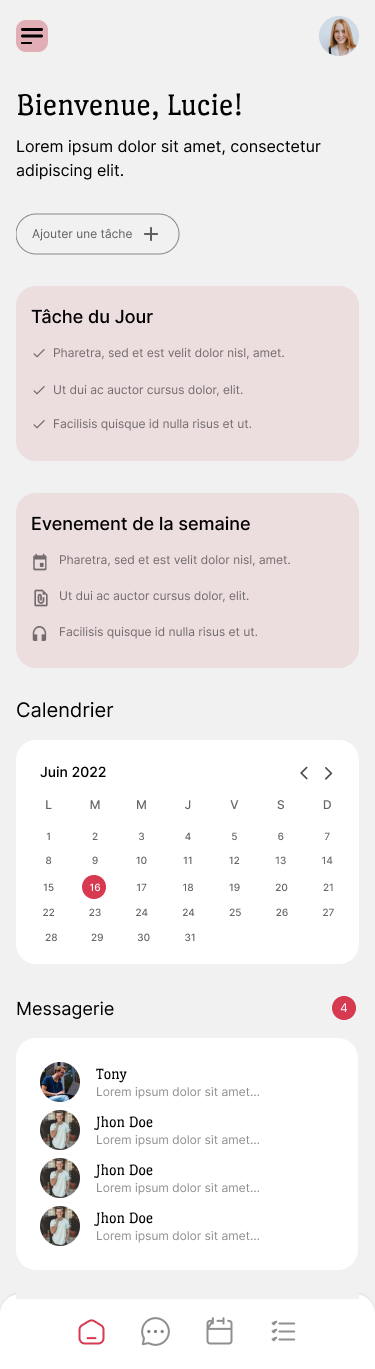 Bienvenue, Lucie!
Lorem ipsum dolor sit amet, consectetur
adipiscing elit.
Ajouter une tâche
Tâche du Jour
Pharetra, sed et est velit dolor nisl, amet.
Ut dui ac auctor cursus dolor, elit.
Facilisis quisque id nulla risus et ut.
Evenement de la semaine
Pharetra, sed et est velit dolor nisl, amet.
Ut dui ac auctor cursus dolor, elit.
Facilisis quisque id nulla risus et ut.
Calendrier
Juin 2022
L M M J V S D
1 2 3 4 5 6 7
8 9 10 11 12 13 14
15 16 17 18 19 20 21
22 23 24 24 25 26 27
28 29 30 31
Messagerie 4
Tony
Lorem ipsum dolor sit amet...
Jhon Doe
Lorem ipsum dolor sit amet...
Jhon Doe
Lorem ipsum dolor sit amet...
Jhon Doe
Lorem ipsum dolor sit amet...